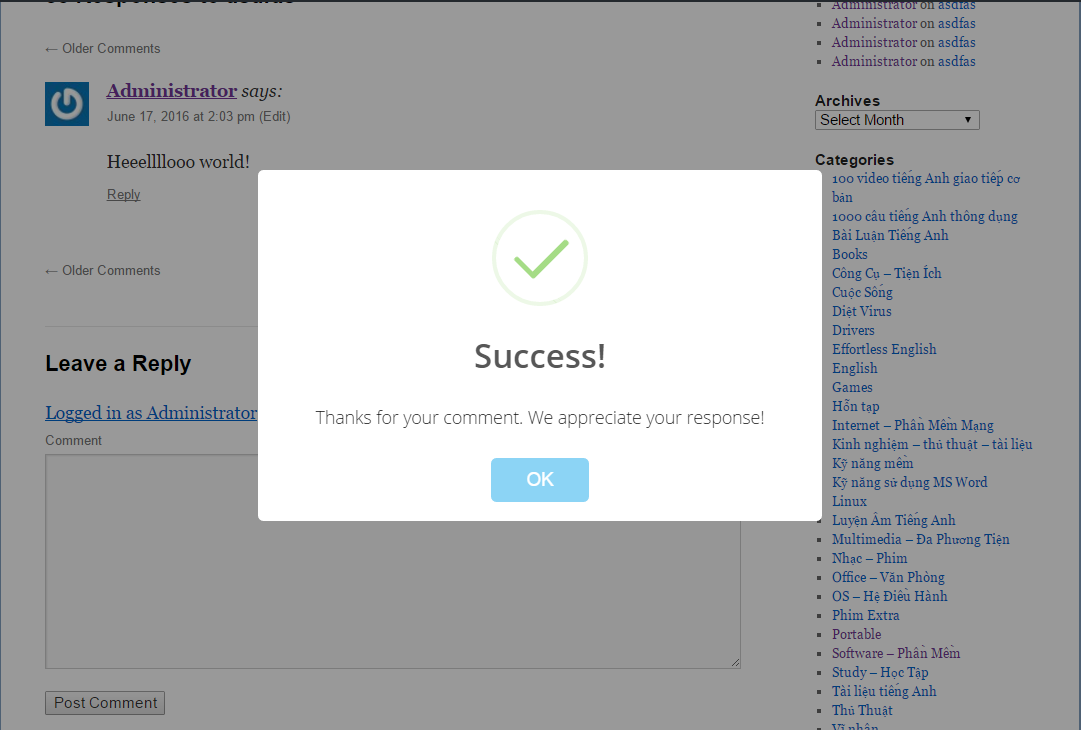 ← Older Comments
Administrator says:
June 17, 2016 at 2:03 pm (Edit)
Heeellllooo world!
Reply
← Older Comments
Leave a Reply
Logged in as Administrator
Comment
Post Comment
Success!
Thanks for your comment. We appreciate your response!
OK
Administrator on asdfas
Administrator on asdfas
Administrator on asdfas
Administrator on asdfas
Archives
Select Month
Categories
100 video tiếng Anh giao tiếp cơ
bản
1000 câu tiếng Anh thông dụng
Bài Luận Tiếng Anh
Books
Công Cụ – Tiện Ích
Cuộc Sống
Diệt Virus
Drivers
Effortless English
English
Games
Hỗn tạp
Internet – Phần Mềm Mạng
Kinh nghiệm – thủ thuật – tài liệu
Kỹ năng mềm
Kỹ năng sử dụng MS Word
Linux
Luyện Âm Tiếng Anh
Multimedia – Đa Phương Tiện
Nhạc – Phim
Office – Văn Phòng
OS – Hệ Điều Hành
Phim Extra
Portable
Software – Phần Mềm
Study – Học Tập
Tài liệu tiếng Anh
Thủ Thuật
Vĩ nhân